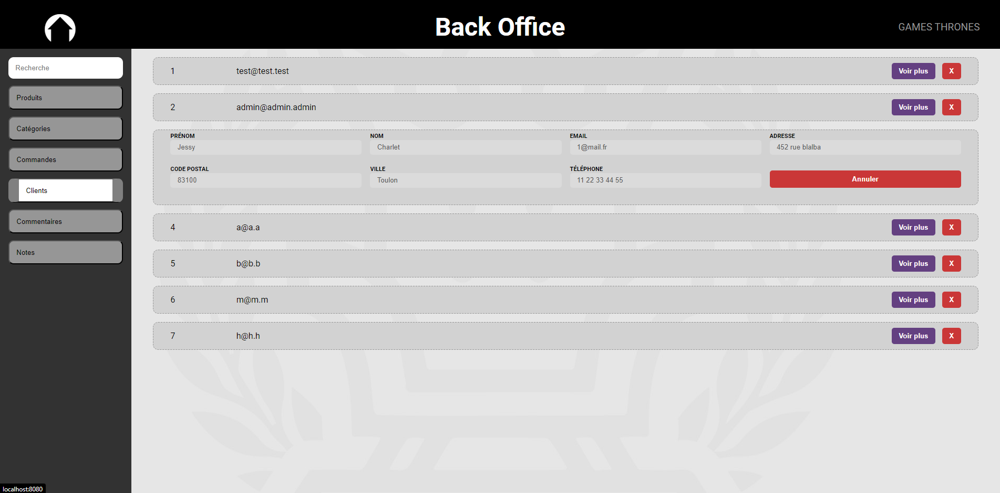 Back Office
GAMES THRONES
Recherche
Produits
Catégories
Commandes
Clients
Commentaires
Notes
1 test@test.test Voir plus X
2 admin@admin.admin Voir plus X
PRÉNOM NOM EMAIL ADRESSE
Jessy Charlet 1@mail.fr 452 rue blalba
CODE POSTAL VILLE TÉLÉPHONE
83100 Toulon 11 22 33 44 55 Annuler
4 a@a.a Voir plus X
5 b@b.b Voir plus X
6 m@m.m Voir plus X
7 h@h.h Voir plus X
localhost:8080